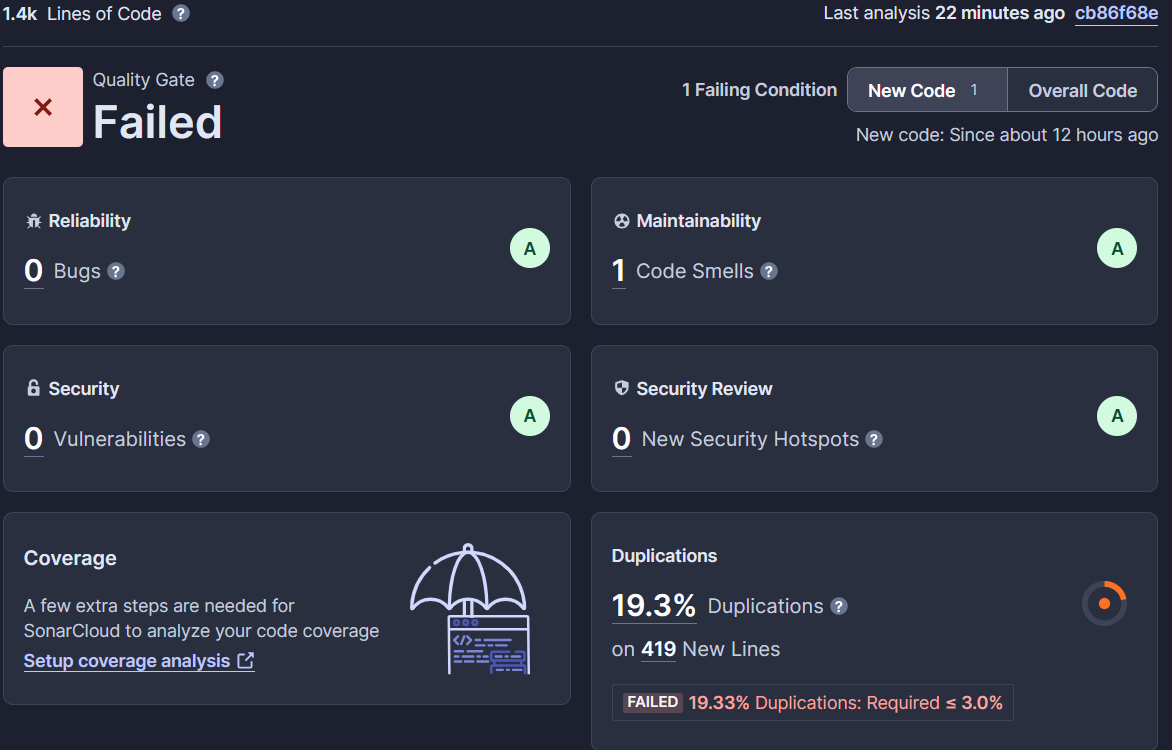 1.4k Lines of Code ?
Last analysis 22 minutes ago cb86f68e
Quality Gate ?
Failed
1 Failing Condition
New Code 1
Overall Code
New code: Since about 12 hours ago
Reliability
0 Bugs ?
A
Maintainability
1 Code Smells ?
A
Security
0 Vulnerabilities ?
A
Security Review
0 New Security Hotspots ?
A
Coverage
A few extra steps are needed for
SonarCloud to analyze your code coverage
Setup coverage analysis
</>
Duplications
19.3% Duplications ?
on 419 New Lines
FAILED 19.33% Duplications: Required ≤ 3.0%